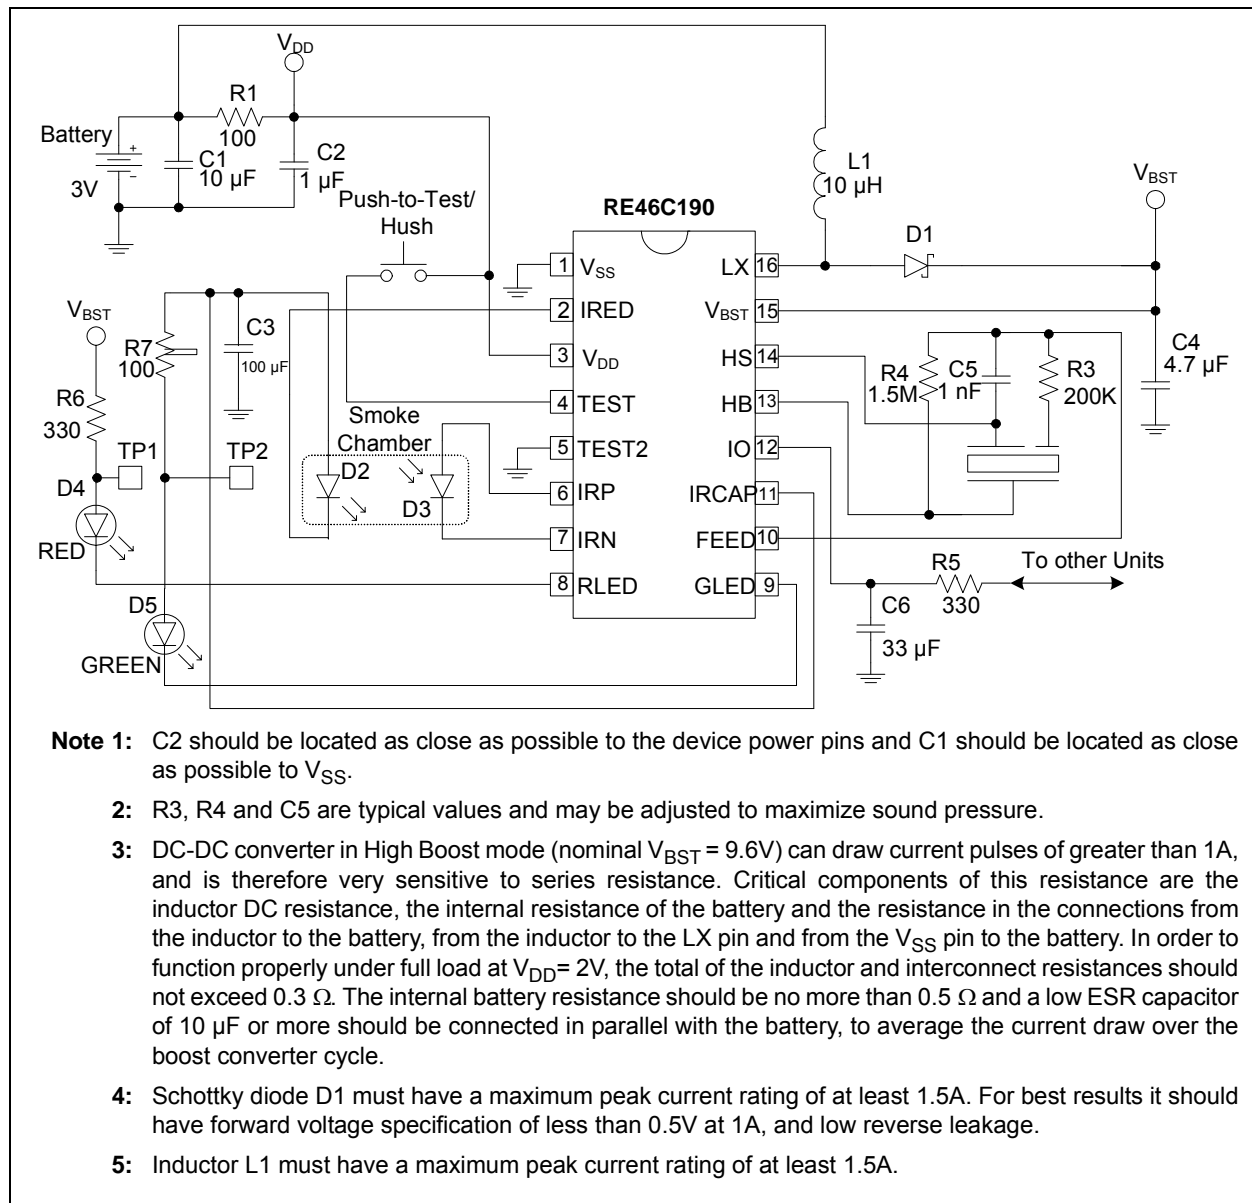 V_DD
R1
100
Battery
3V
C1
10 µF
C2
1 µF
Push-to-Test/
Hush
RE46C190
L1
10 µH
V_BST
D1
1 V_SS
LX 16
2 IRED
V_BST 15
3 V_DD
HS 14
4 TEST
HB 13
5 TEST2
IO 12
6 IRP
IRCAP 11
7 IRN
FEED 10
8 RLED
GLED 9
V_BST
R7
100
C3
100 µF
R6
330
TP1
TP2
Smoke
Chamber
D2
D3
D4
RED
D5
GREEN
R4
1.5M
C5
1 nF
R3
200K
C4
4.7 µF
R5
330
To other Units
C6
33 µF
Note 1: C2 should be located as close as possible to the device power pins and C1 should be located as close
as possible to V_SS.
2: R3, R4 and C5 are typical values and may be adjusted to maximize sound pressure.
3: DC-DC converter in High Boost mode (nominal V_BST = 9.6V) can draw current pulses of greater than 1A,
and is therefore very sensitive to series resistance. Critical components of this resistance are the
inductor DC resistance, the internal resistance of the battery and the resistance in the connections from
the inductor to the battery, from the inductor to the LX pin and from the V_SS pin to the battery. In order to
function properly under full load at V_DD= 2V, the total of the inductor and interconnect resistances should
not exceed 0.3 Ω. The internal battery resistance should be no more than 0.5 Ω and a low ESR capacitor
of 10 µF or more should be connected in parallel with the battery, to average the current draw over the
boost converter cycle.
4: Schottky diode D1 must have a maximum peak current rating of at least 1.5A. For best results it should
have forward voltage specification of less than 0.5V at 1A, and low reverse leakage.
5: Inductor L1 must have a maximum peak current rating of at least 1.5A.